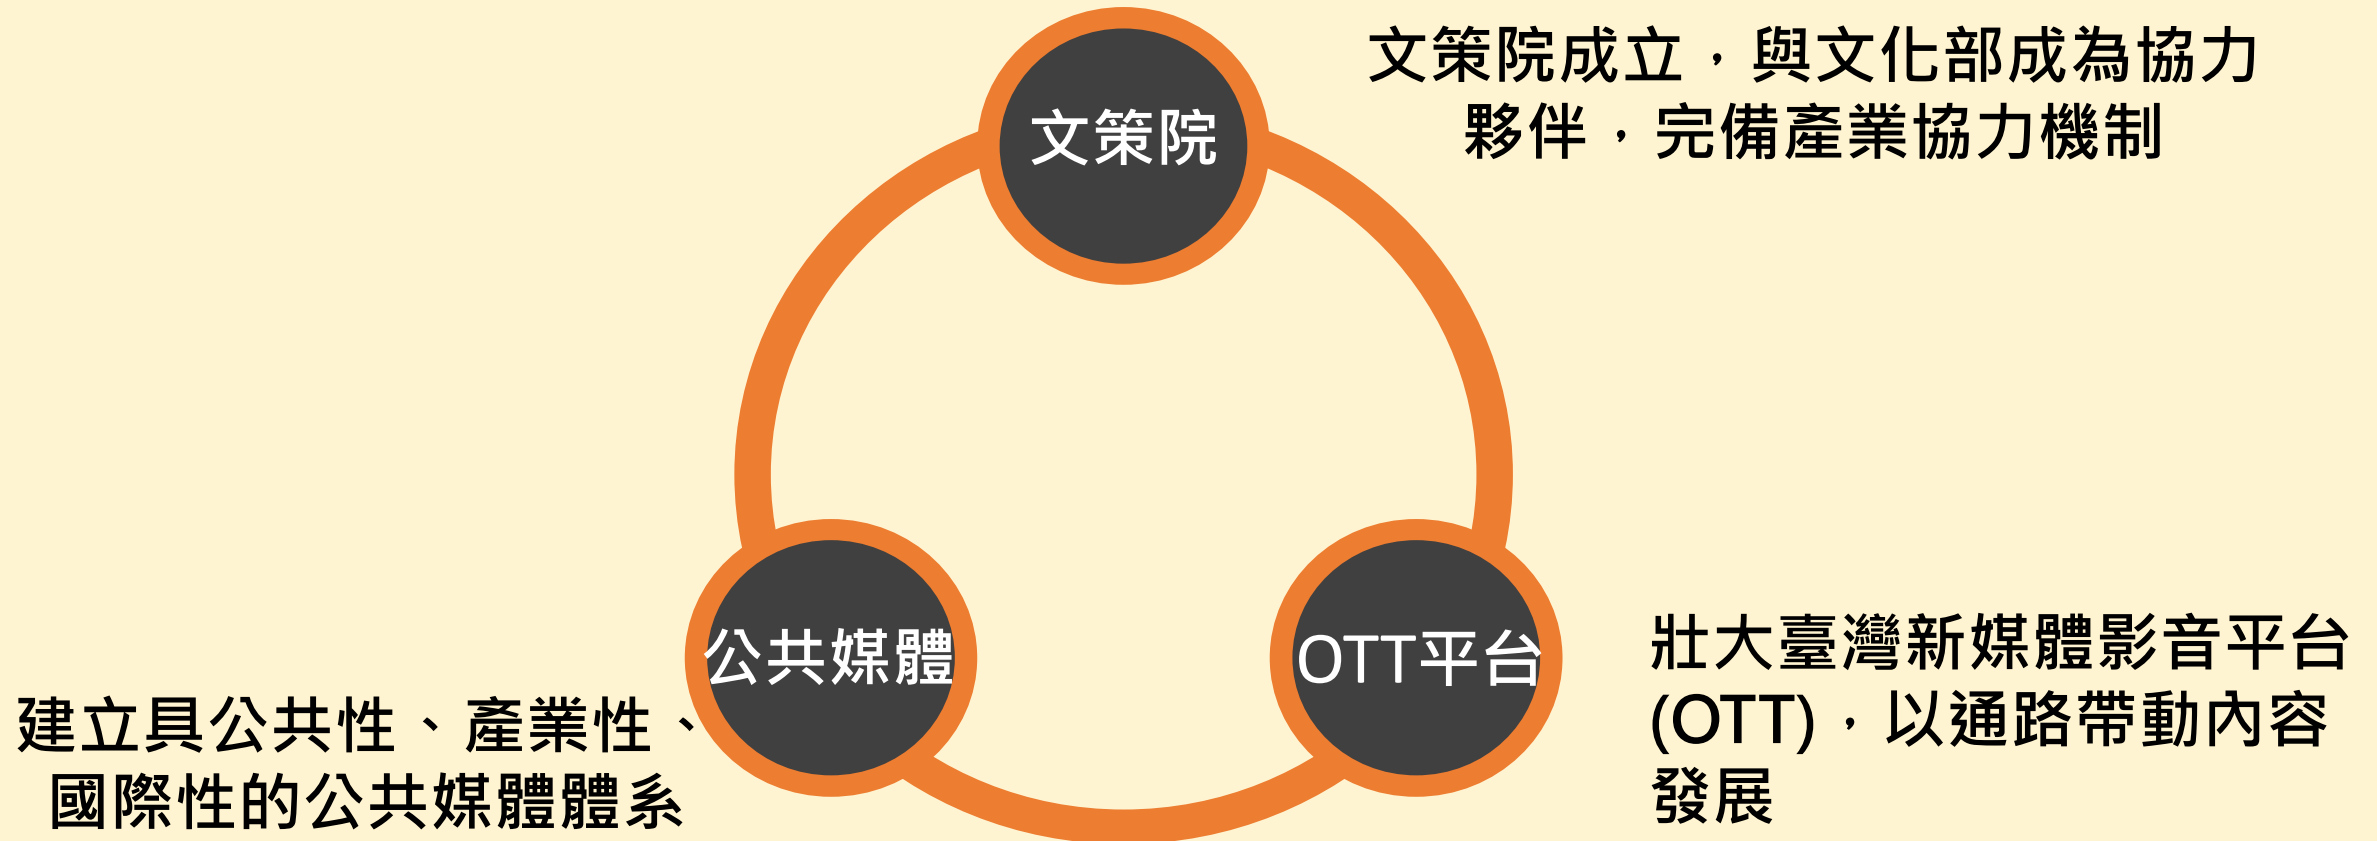 文策院
文策院成立，與文化部成為協力
夥伴，完備產業協力機制
公共媒體
建立具公共性、產業性、
國際性的公共媒體體系
OTT平台
壯大臺灣新媒體影音平台
(OTT)，以通路帶動內容
發展